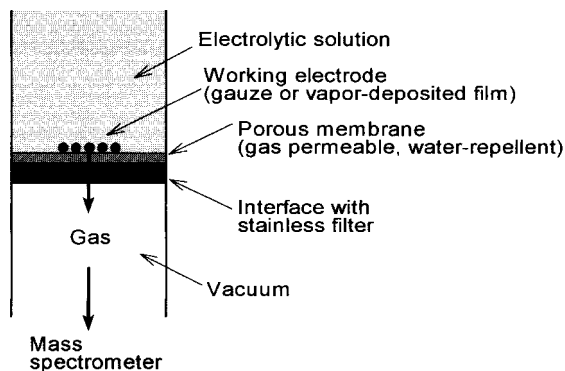 Electrolytic solution
Working electrode
(gauze or vapor-deposited film)
Porous membrane
(gas permeable, water-repellent)
Interface with
stainless filter
Gas
Vacuum
Mass
spectrometer